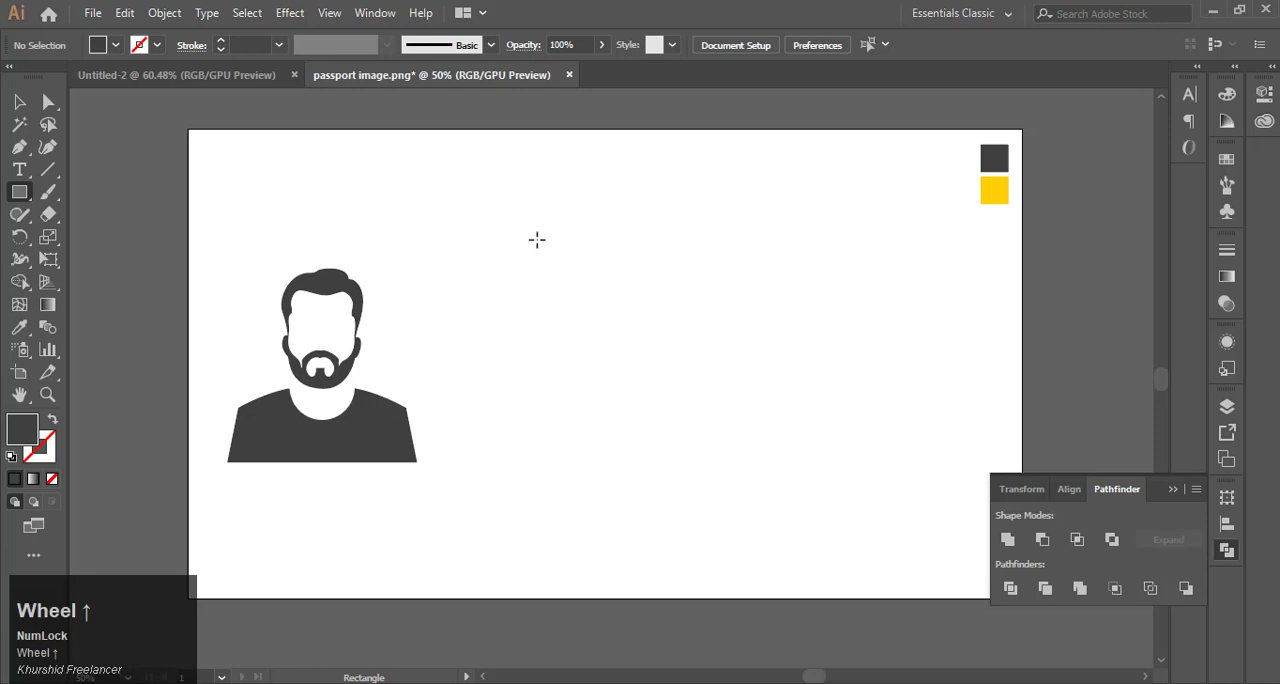 Ai File Edit Object Type Select Effect View Window Help Essentials Classic Search Adobe Stock
No Selection Stroke: Basic Opacity: 100% Style: Document Setup Preferences
Untitled-2 @ 60.48% (RGB/GPU Preview) × passport image.png* @ 50% (RGB/GPU Preview) ×
Transform Align Pathfinder
Shape Modes:
Expand
Pathfinders:
Wheel ↑
NumLock
Wheel ↑
Khurshid Freelancer
50% 1 Rectangle